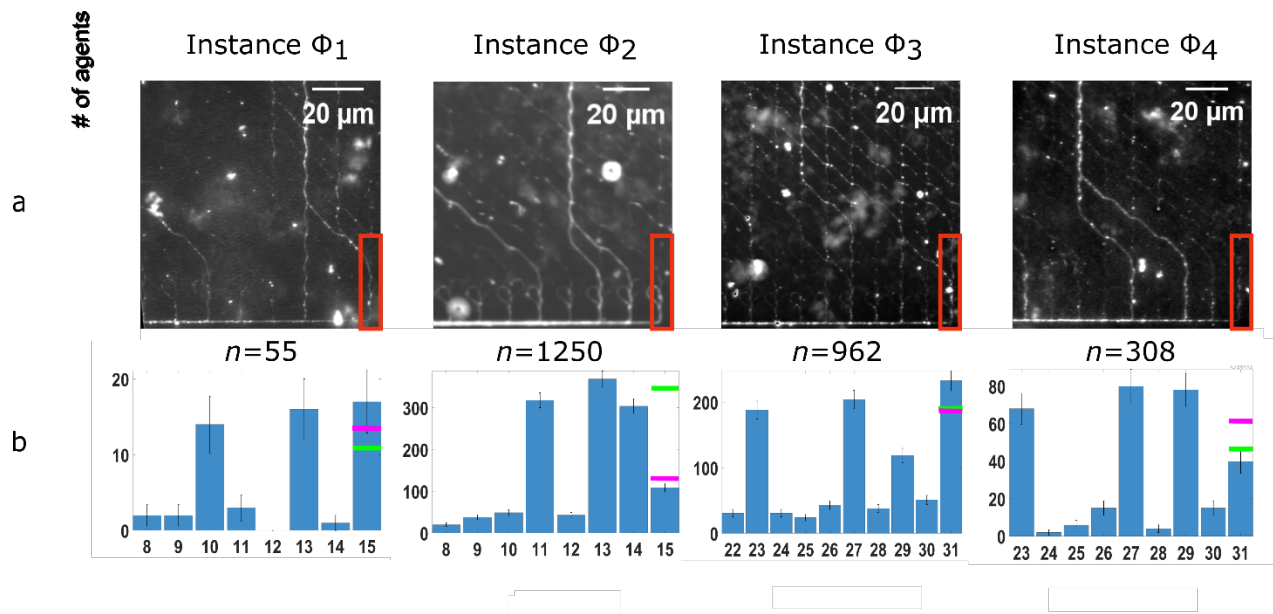 # of agents
Instance Φ1 Instance Φ2 Instance Φ3 Instance Φ4
20 µm 20 µm 20 µm 20 µm
a
n=55 n=1250 n=962 n=308
b
20
10
0
8 9 10 11 12 13 14 15
300
200
100
0
8 9 10 11 12 13 14 15
200
100
0
22 23 24 25 26 27 28 29 30 31
80
60
40
20
0
23 24 25 26 27 28 29 30 31